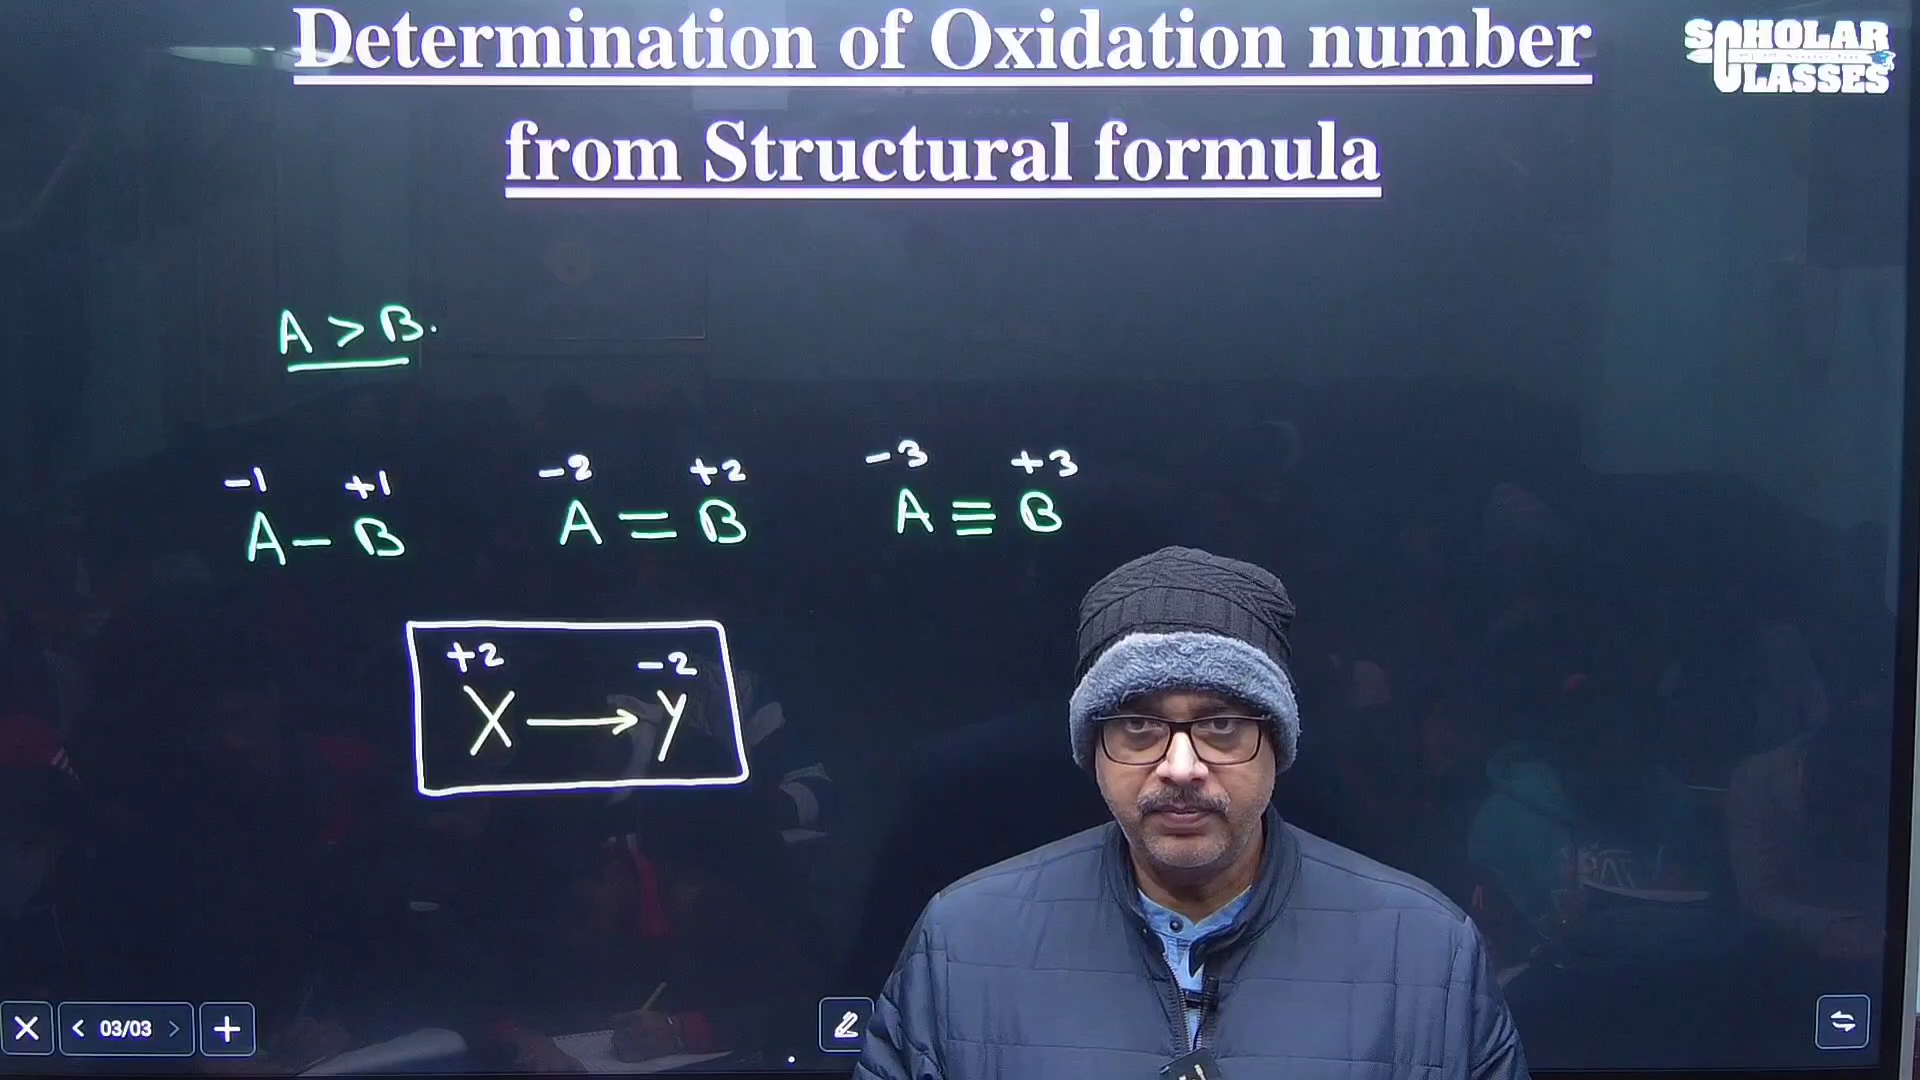 Determination of Oxidation number
from Structural formula
SCHOLAR
CLASSES
A > B.
-1 +1 -2 +2 -3 +3
A – B A = B A ≡ B
+2 -2
X → Y
03/03